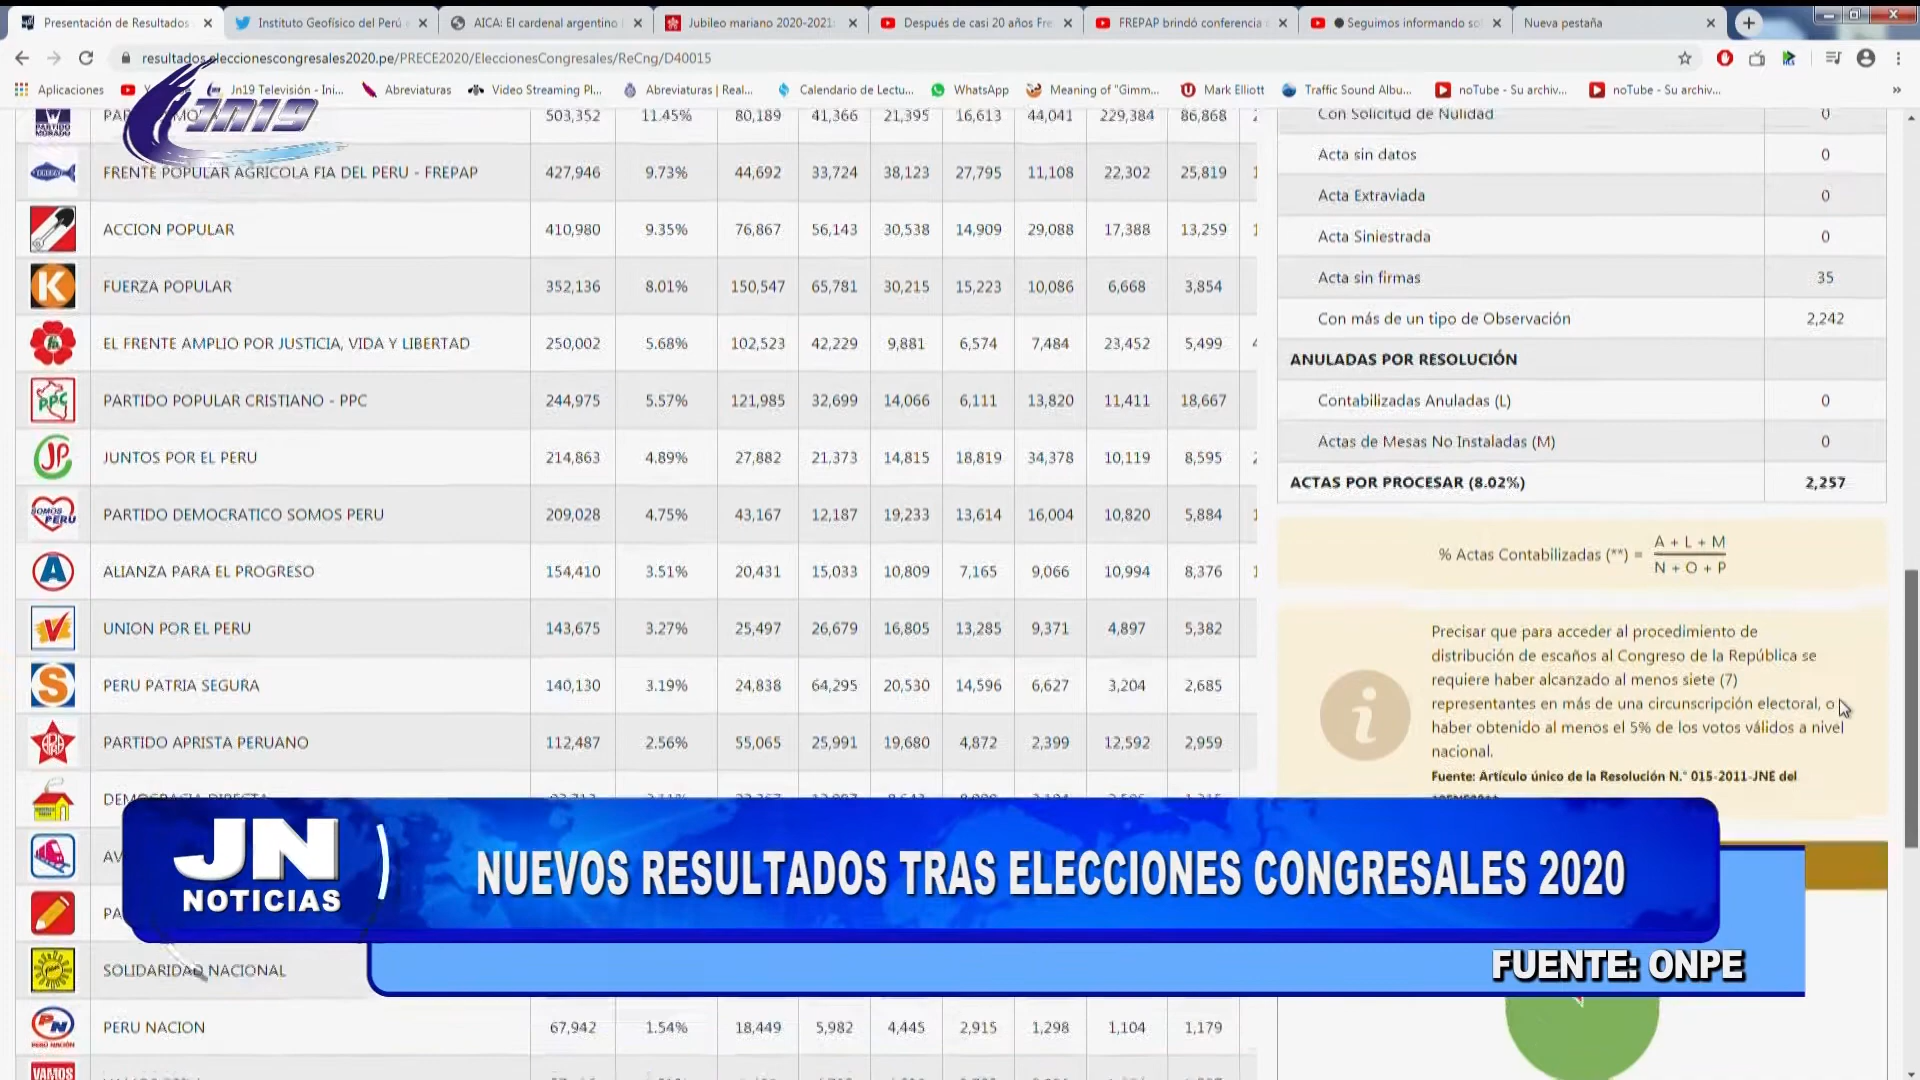 Presentación de Resultados
Instituto Geofísico del Perú
AICA: El cardenal argentino
Jubileo mariano 2020-2021:
Después de casi 20 años Fre
FREPAP brindó conferencia
Seguimos informando so
Nueva pestaña
resultados.eleccionescongresales2020.pe/PRECE2020/EleccionesCongresales/ReCng/D40015
Aplicaciones
Jn19 Televisión - Ini...
Abreviaturas
Video Streaming Pl...
Abreviaturas | Real...
Calendario de Lectu...
WhatsApp
Meaning of "Gimm...
Mark Elliott
Traffic Sound Albu...
noTube - Su archiv...
noTube - Su archiv...
JN19
PARTIDO MORADO
503,352 11.45% 80,189 41,366 21,395 16,613 44,041 229,384 86,868
FRENTE POPULAR AGRICOLA FIA DEL PERU - FREPAP 427,946 9.73% 44,692 33,724 38,123 27,795 11,108 22,302 25,819
ACCION POPULAR 410,980 9.35% 76,867 56,143 30,538 14,909 29,088 17,388 13,259
K FUERZA POPULAR 352,136 8.01% 150,547 65,781 30,215 15,223 10,086 6,668 3,854
EL FRENTE AMPLIO POR JUSTICIA, VIDA Y LIBERTAD 250,002 5.68% 102,523 42,229 9,881 6,574 7,484 23,452 5,499
PPC PARTIDO POPULAR CRISTIANO - PPC 244,975 5.57% 121,985 32,699 14,066 6,111 13,820 11,411 18,667
JP JUNTOS POR EL PERU 214,863 4.89% 27,882 21,373 14,815 18,819 34,378 10,119 8,595
SOMOS PERU PARTIDO DEMOCRATICO SOMOS PERU 209,028 4.75% 43,167 12,187 19,233 13,614 16,004 10,820 5,884
A ALIANZA PARA EL PROGRESO 154,410 3.51% 20,431 15,033 10,809 7,165 9,066 10,994 8,376
UNION POR EL PERU 143,675 3.27% 25,497 26,679 16,805 13,285 9,371 4,897 5,382
S PERU PATRIA SEGURA 140,130 3.19% 24,838 64,295 20,530 14,596 6,627 3,204 2,685
APRA PARTIDO APRISTA PERUANO 112,487 2.56% 55,065 25,991 19,680 4,872 2,399 12,592 2,959
DEMOCRACIA DIRECTA
AV
PA
SOLIDARIDAD NACIONAL
PN PERU NACION PERU NACION 67,942 1.54% 18,449 5,982 4,445 2,915 1,298 1,104 1,179
VAMOS
Con Solicitud de Nulidad 0
Acta sin datos 0
Acta Extraviada 0
Acta Siniestrada 0
Acta sin firmas 35
Con más de un tipo de Observación 2,242
ANULADAS POR RESOLUCIÓN
Contabilizadas Anuladas (L) 0
Actas de Mesas No Instaladas (M) 0
ACTAS POR PROCESAR (8.02%) 2,257
% Actas Contabilizadas (**) = A + L + M
N + O + P
Precisar que para acceder al procedimiento de
distribución de escaños al Congreso de la República se
requiere haber alcanzado al menos siete (7)
representantes en más de una circunscripción electoral, o
haber obtenido al menos el 5% de los votos válidos a nivel
nacional.
Fuente: Artículo único de la Resolución N.° 015-2011-JNE del
JN
NOTICIAS
NUEVOS RESULTADOS TRAS ELECCIONES CONGRESALES 2020
FUENTE: ONPE